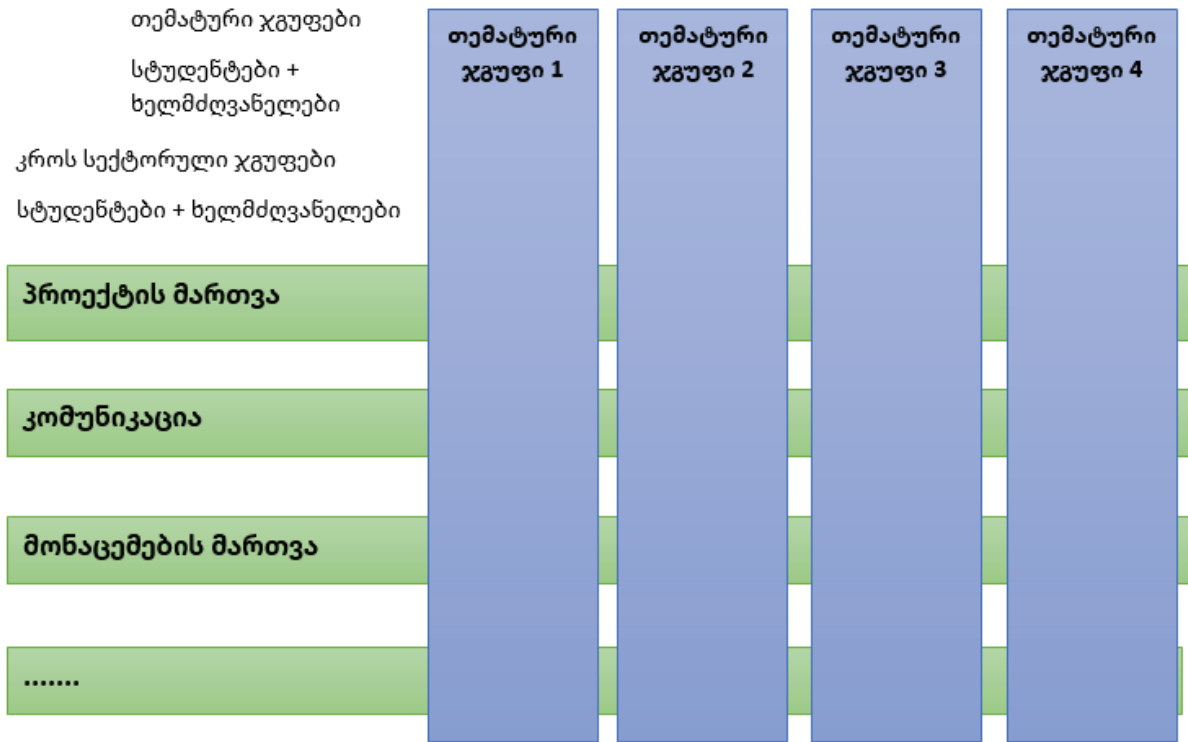 თემატური ჯგუფები
სტუდენტები +
ხელმძღვანელები
კროს სექტორული ჯგუფები
სტუდენტები + ხელმძღვანელები
თემატური
ჯგუფი 1
თემატური
ჯგუფი 2
თემატური
ჯგუფი 3
თემატური
ჯგუფი 4
პროექტის მართვა
კომუნიკაცია
მონაცემების მართვა
.......